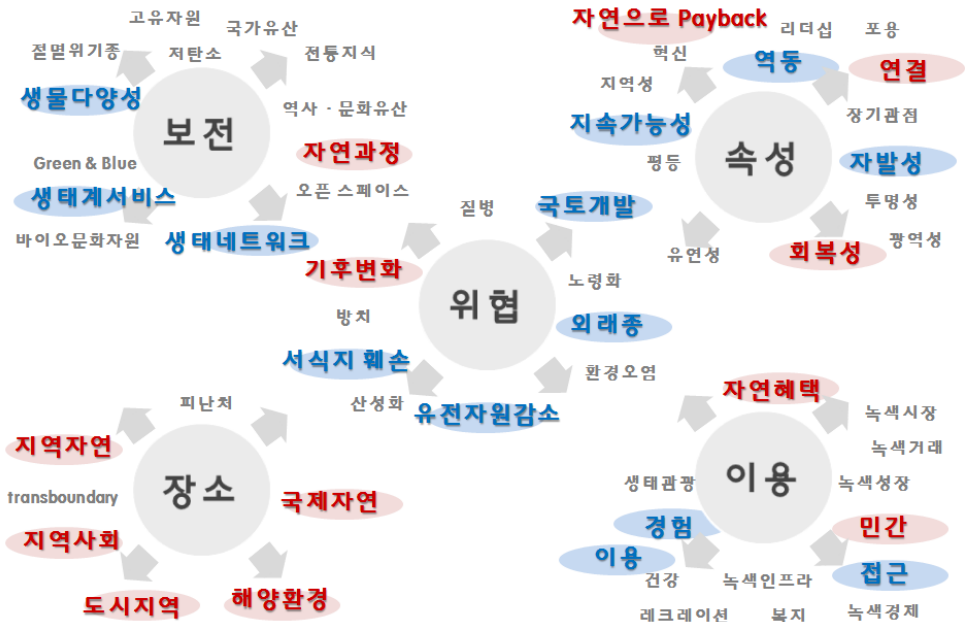 고유자원
국가유산
절멸위기종
저탄소
전통지식
생물다양성
보전
역사 · 문화유산
자연과정
Green & Blue
생태계서비스
오픈 스페이스
바이오문화자원
생태네트워크
자연으로 Payback
리더십
포용
혁신
역동
연결
지역성
장기관점
지속가능성
속성
평등
자발성
투명성
유연성
회복성
광역성
질병
국토개발
기후변화
노령화
위협
방치
외래종
서식지 훼손
환경오염
산성화
유전자원감소
피난처
지역자연
장소
transboundary
국제자연
지역사회
도시지역
해양환경
자연혜택
녹색시장
녹색거래
이용
생태관광
녹색성장
경험
민간
이용
접근
건강
녹색인프라
레크레이션
복지
녹색경제